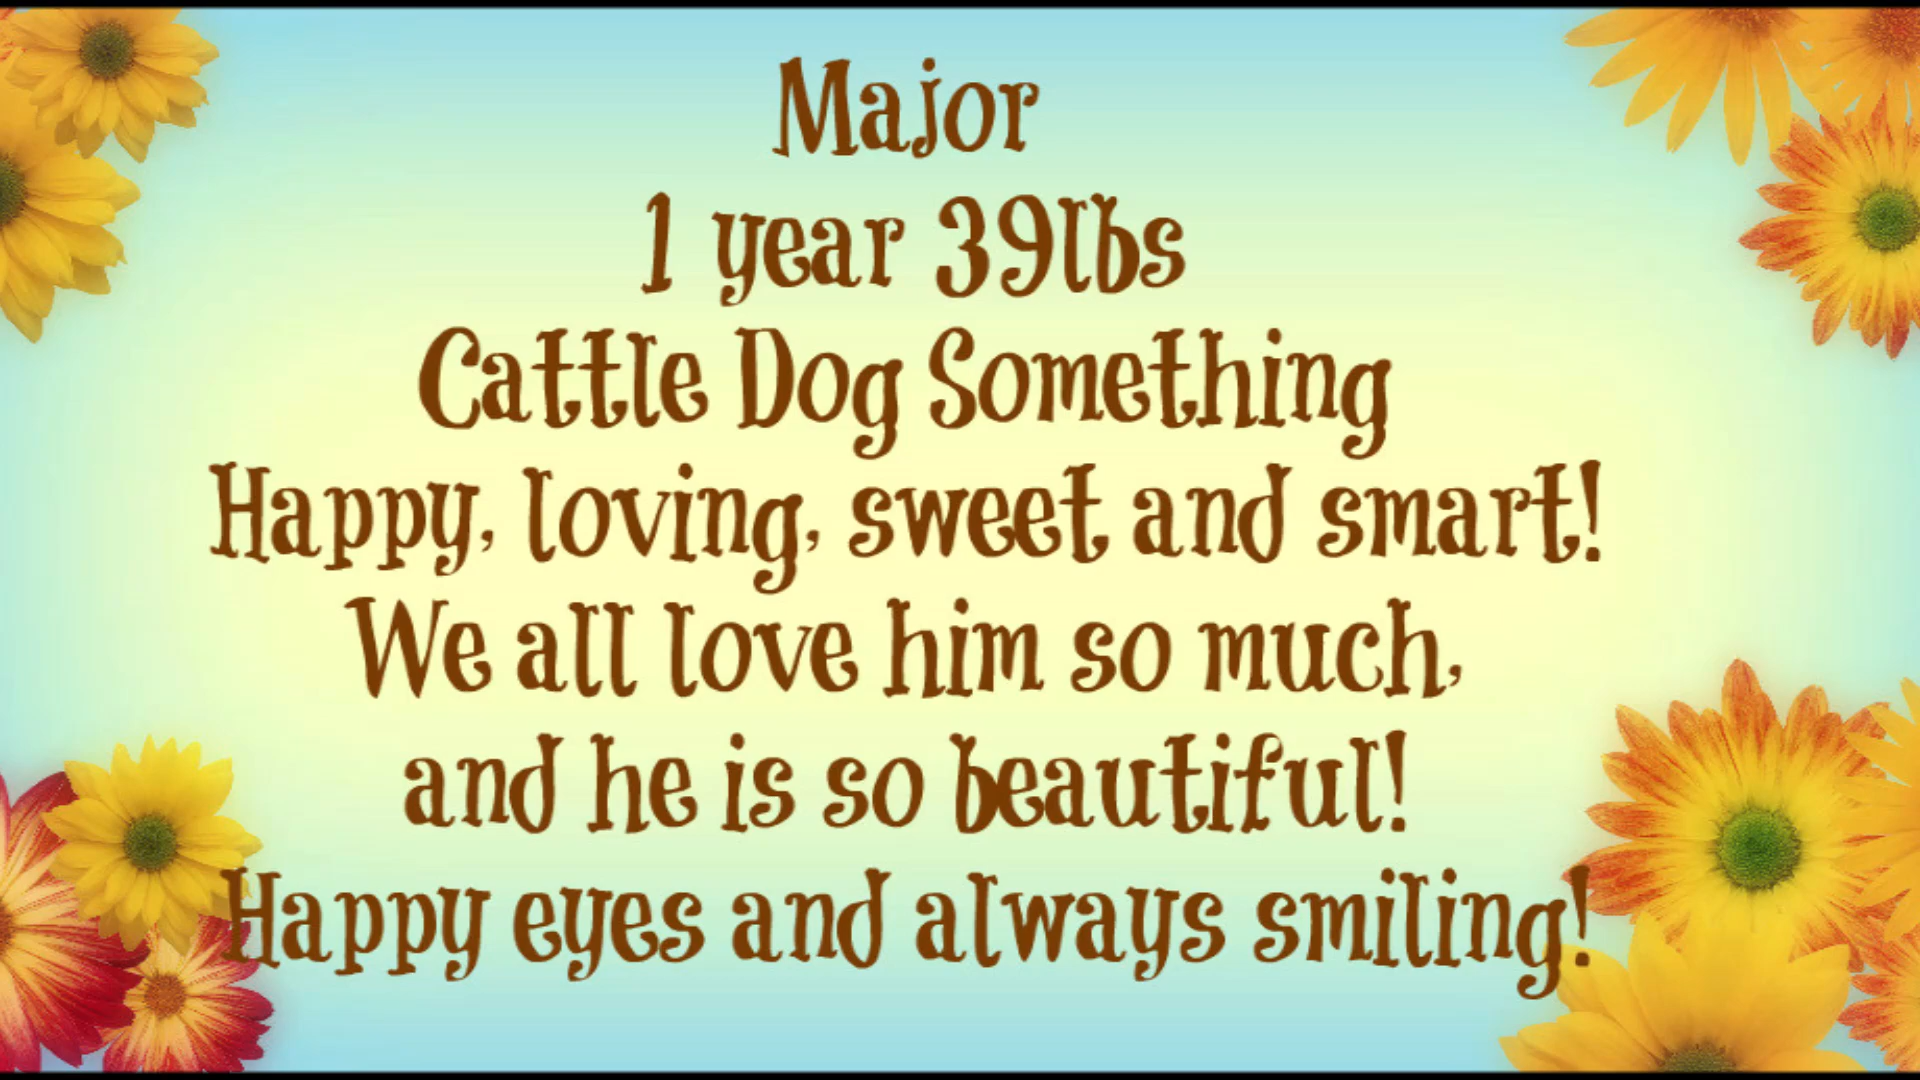 Major
1 year 39lbs
Cattle Dog Something
Happy, loving, sweet and smart!
We all love him so much,
and he is so beautiful!
Happy eyes and always smiling!